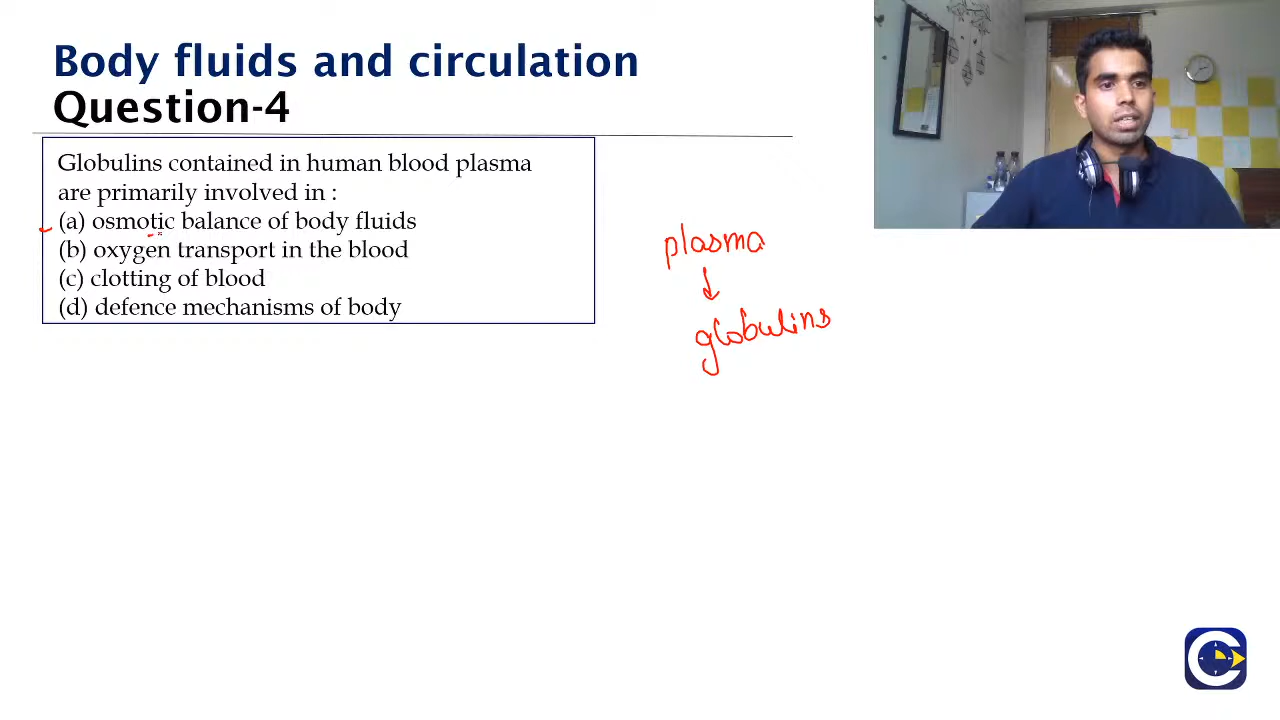 Body fluids and circulation
Question-4
Globulins contained in human blood plasma
are primarily involved in :
(a) osmotic balance of body fluids
(b) oxygen transport in the blood
(c) clotting of blood
(d) defence mechanisms of body
plasma
globulins